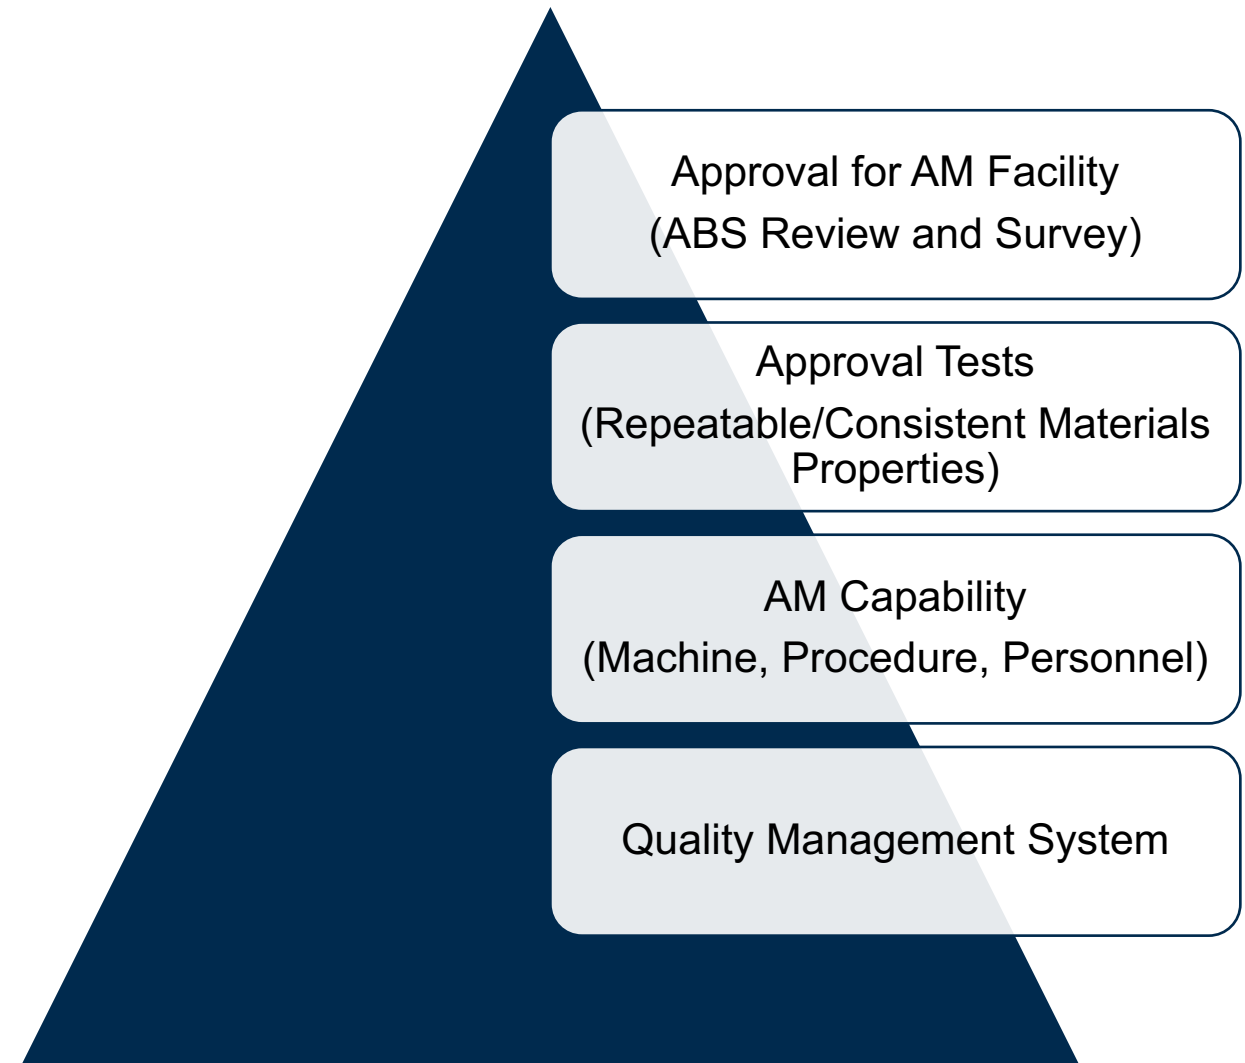 Approval for AM Facility
(ABS Review and Survey)
Approval Tests
(Repeatable/Consistent Materials
Properties)
AM Capability
(Machine, Procedure, Personnel)
Quality Management System